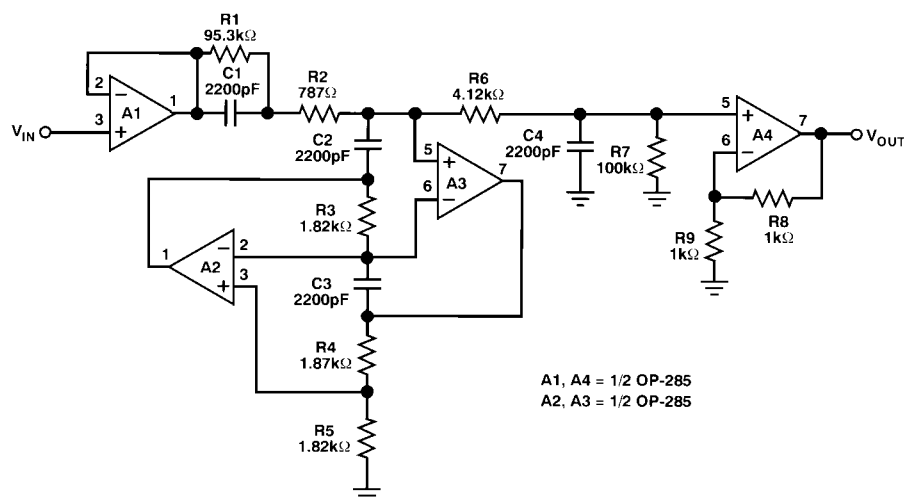 R1
95.3kΩ
C1
2200pF
2
A1
1
3
VIN
R2
787Ω
R6
4.12kΩ
C2
2200pF
C4
2200pF
R7
100kΩ
5
A4
7
6
VOUT
R8
1kΩ
R9
1kΩ
5
A3
7
6
R3
1.82kΩ
1
A2
2
3
C3
2200pF
R4
1.87kΩ
R5
1.82kΩ
A1, A4 = 1/2 OP-285
A2, A3 = 1/2 OP-285